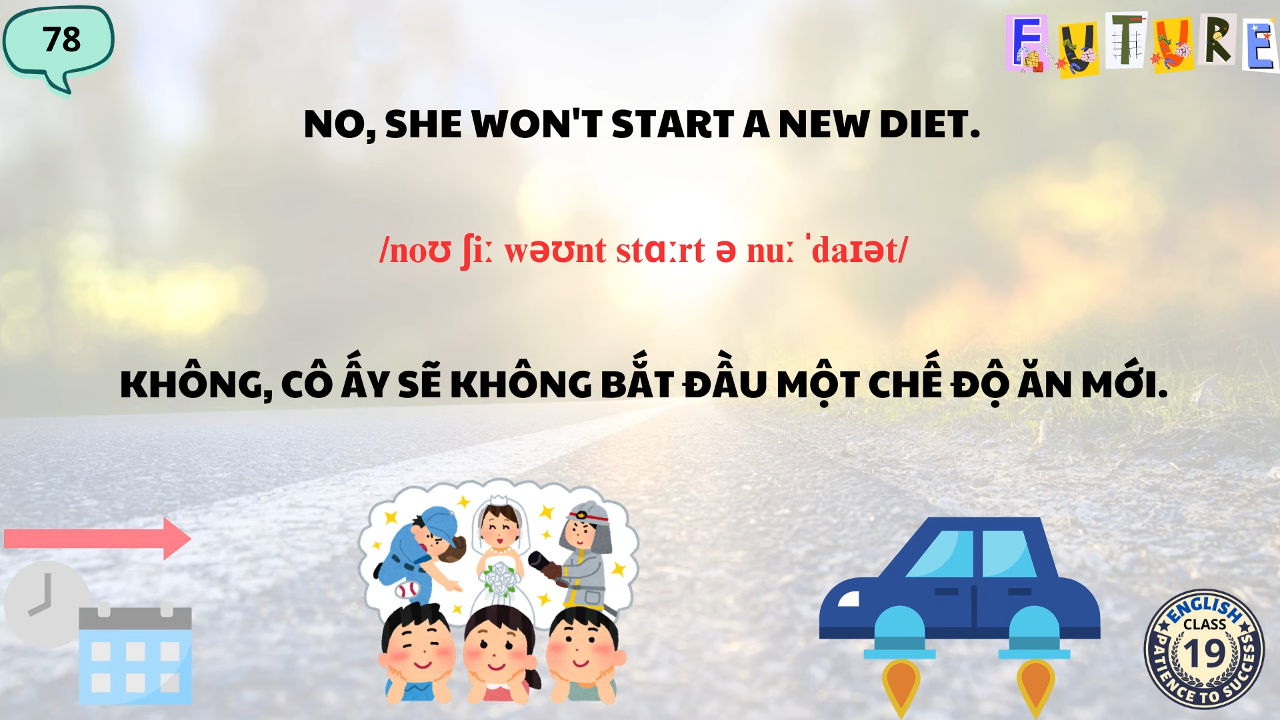 78
FUTURE
NO, SHE WON'T START A NEW DIET.
/noʊ ʃiː wəʊnt stɑːrt ə nuː ˈdaɪət/
KHÔNG, CÔ ẤY SẼ KHÔNG BẮT ĐẦU MỘT CHẾ ĐỘ ĂN MỚI.
ENGLISH
CLASS
19
PATIENCE TO SUCCESS